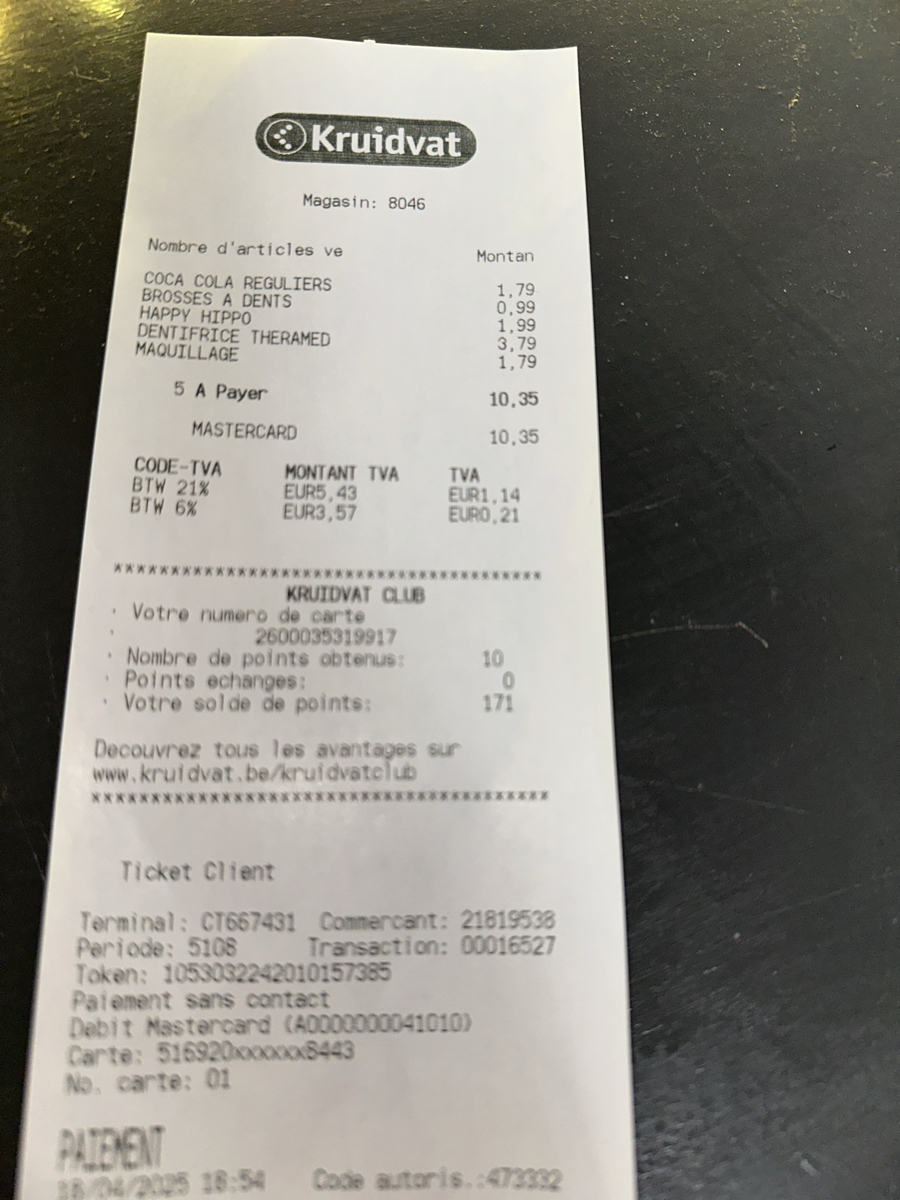 Kruidvat
Magasin: 8046
Nombre d'articles ve Montan
COCA COLA REGULIERS 1,79
BROSSES A DENTS 0,99
HAPPY HIPPO 1,99
DENTIFRICE THERAMED 3,79
MAQUILLAGE 1,79
5 A Payer 10,35
MASTERCARD 10,35
CODE-TVA MONTANT TVA TVA
BTW 21% EUR5,43 EUR1,14
BTW 6% EUR3,57 EUR0,21
****************************************
KRUIDVAT CLUB
· Votre numero de carte
· 2600035319917
· Nombre de points obtenus: 10
· Points echanges: 0
· Votre solde de points: 171
Decouvrez tous les avantages sur
www.kruidvat.be/kruidvatclub
****************************************
Ticket Client
Terminal: CT667431 Commercant: 21819538
Periode: 5108 Transaction: 00016527
Token: 1053032242010157385
Paiement sans contact
Debit Mastercard (A0000000041010)
Carte: 516920xxxxxx8443
No. carte: 01
PAIEMENT
18/04/2025 18:54 Code autoris.:473332